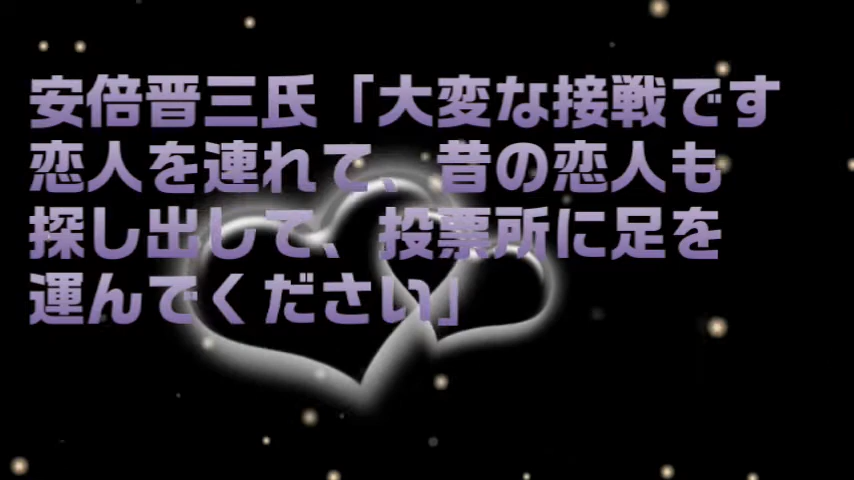 安倍晋三氏「大変な接戦です
恋人を連れて、昔の恋人も
探し出して、投票所に足を
運んでください」